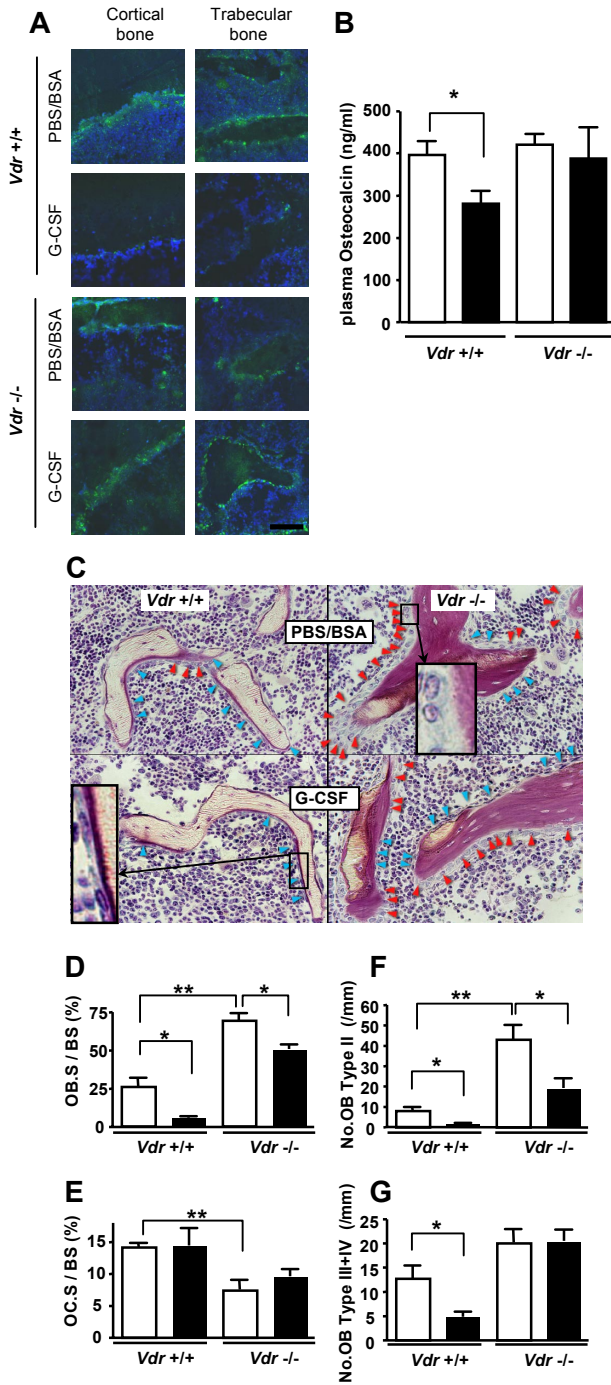 A
Cortical bone
Trabecular bone
Vdr +/+
PBS/BSA
G-CSF
Vdr -/-
PBS/BSA
G-CSF
B
plasma Osteocalcin (ng/ml)
500
400
300
200
100
0
*
Vdr +/+
Vdr -/-
C
Vdr +/+
Vdr -/-
PBS/BSA
G-CSF
D
OB.S / BS (%)
75
50
25
0
**
*
*
Vdr +/+
Vdr -/-
F
No.OB Type II (/mm)
60
50
40
30
20
10
0
**
*
*
Vdr +/+
Vdr -/-
E
OC.S / BS (%)
15
10
5
0
**
Vdr +/+
Vdr -/-
G
No.OB Type III+IV (/mm)
25
20
15
10
5
0
*
Vdr +/+
Vdr -/-